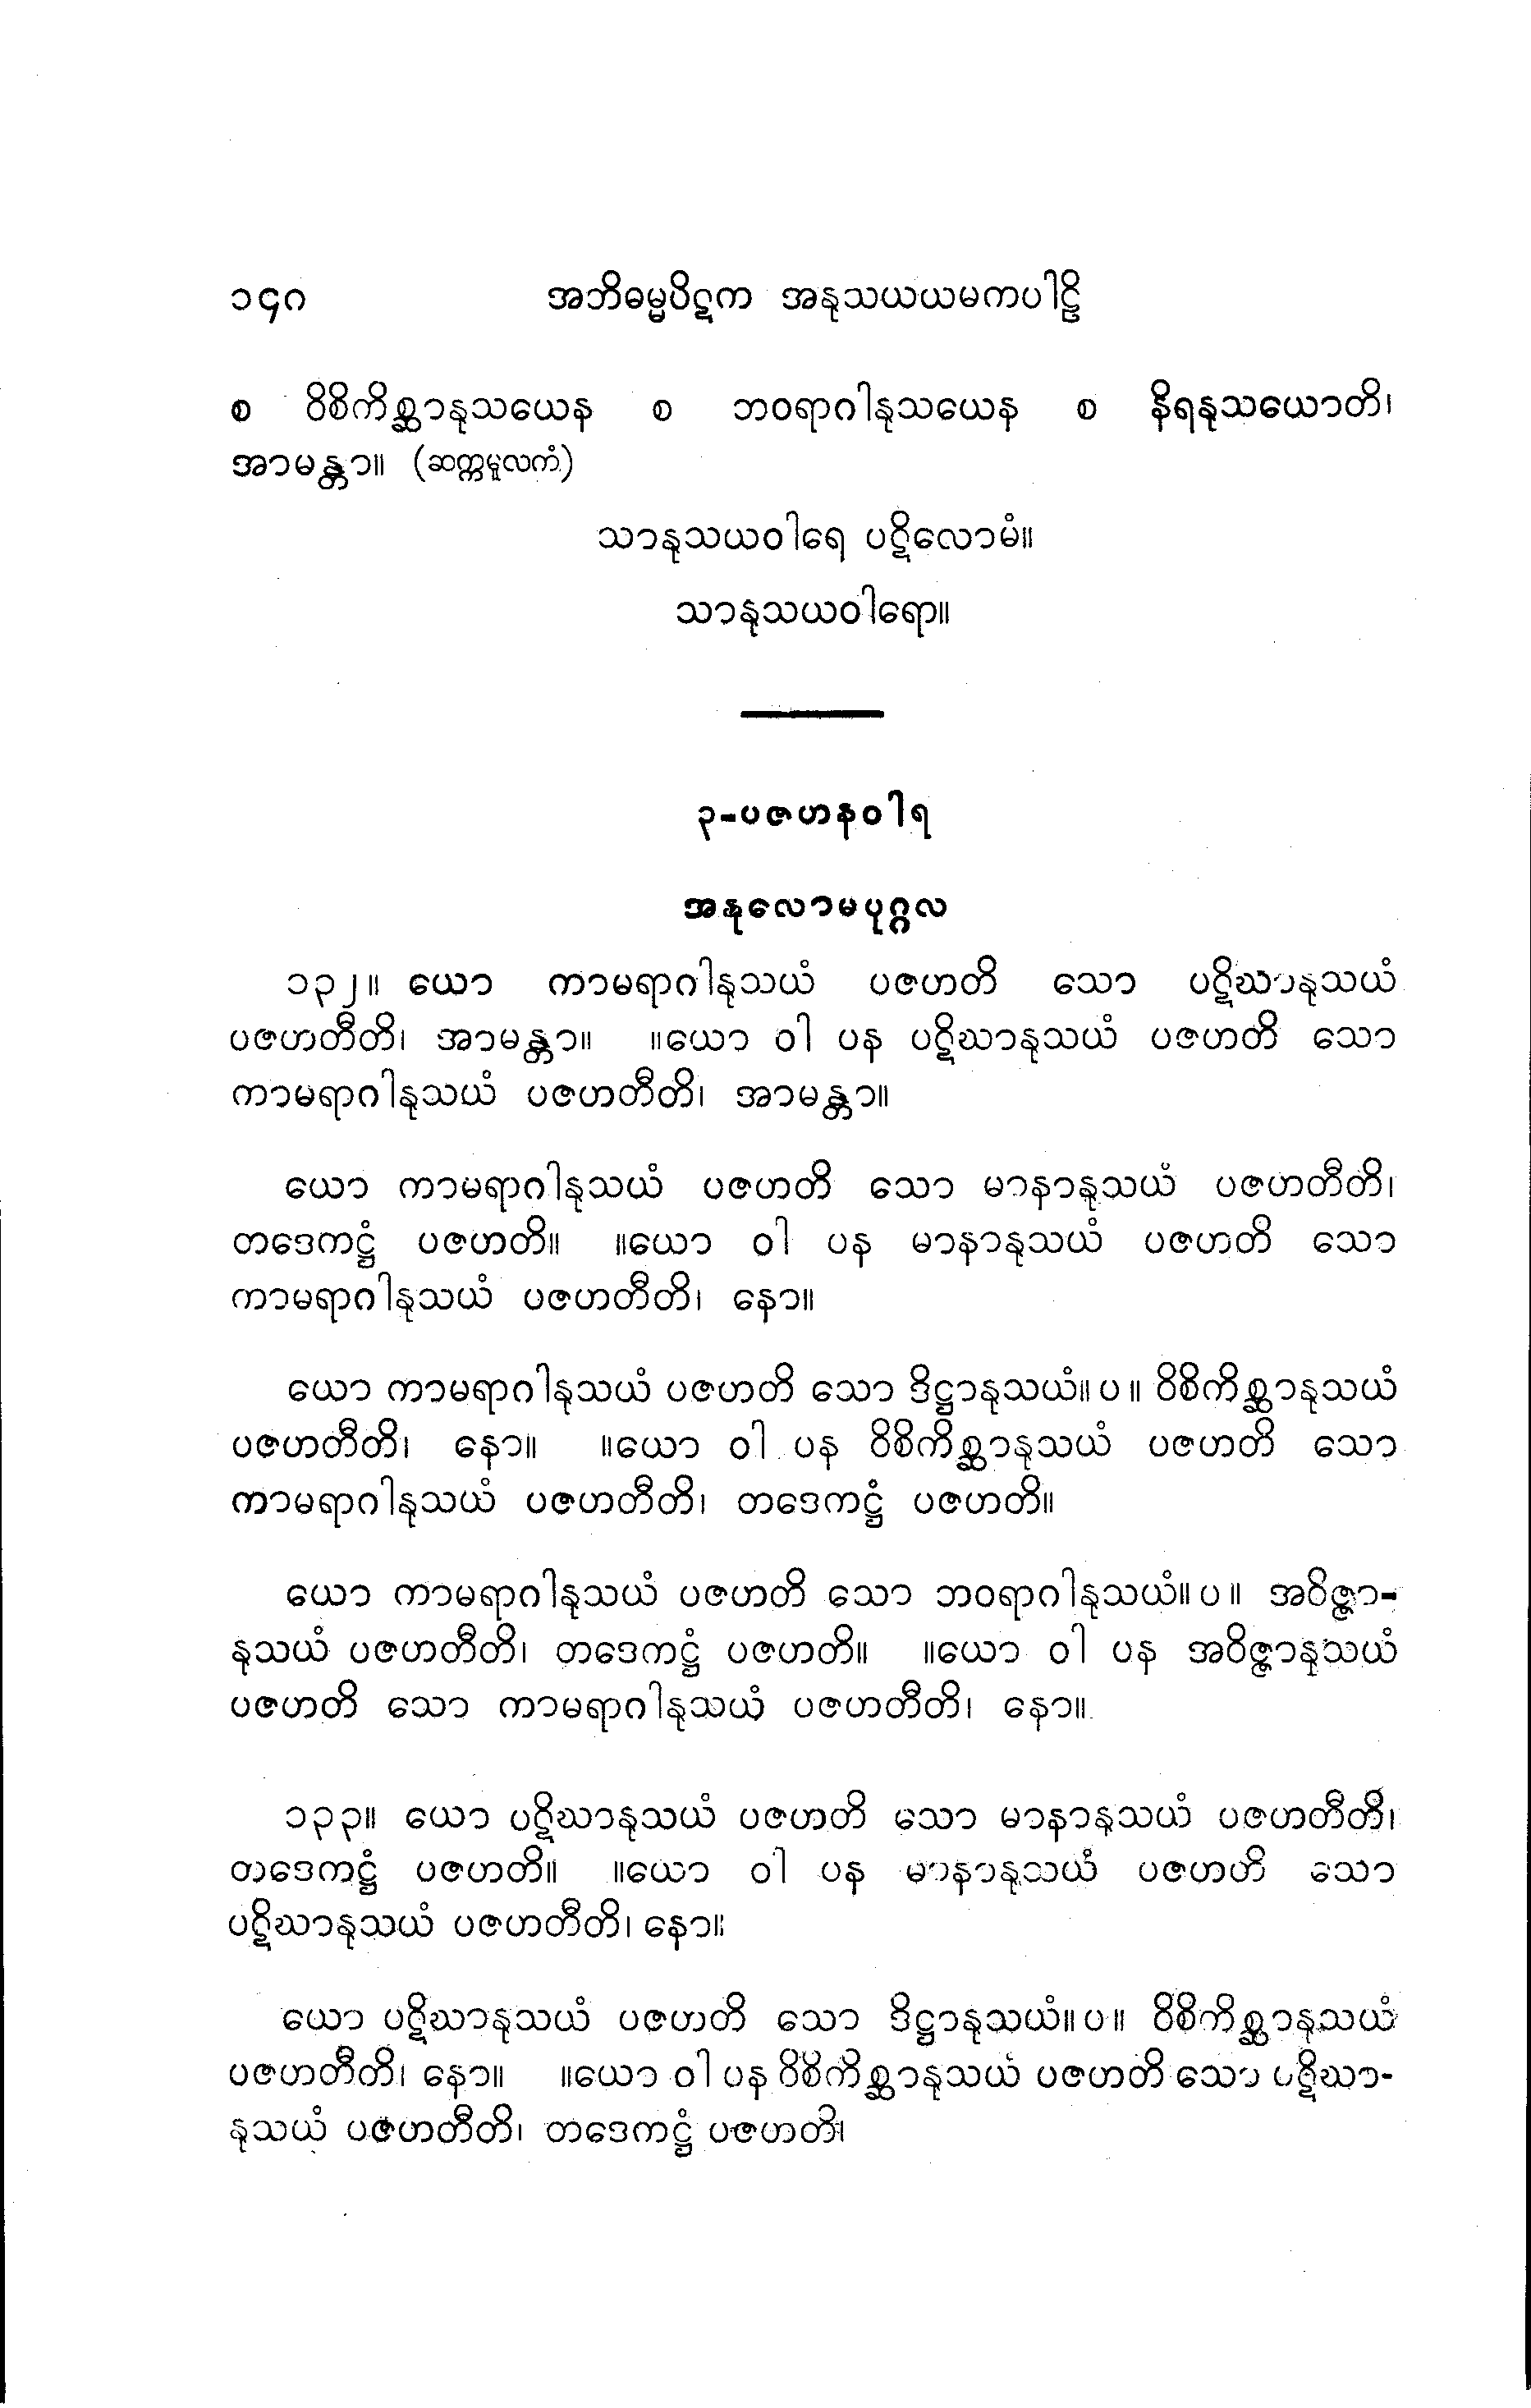 ၁၄၈ အဘိဓမ္မပိဋက အနုသယယမကပါဠိ
စ ဝိစိကိစ္ဆာနုသယေန စ ဘဝရာဂါနုသယေန စ နိရနုသယောတိ၊
အာမန္တာ။ (ဆက္ကမူလကံ)
သာနုသယဝါရေ ပဋိလောမံ။
သာနုသယဝါရော။
၃-ပဇဟနဝါရ
အနုလောမပုဂ္ဂလ
၁၃၂။ ယော ကာမရာဂါနုသယံ ပဇဟတိ သော ပဋိဃာနုသယံ
ပဇဟတီတိ၊ အာမန္တာ။ ။ယော ဝါ ပန ပဋိဃာနုသယံ ပဇဟတိ သော
ကာမရာဂါနုသယံ ပဇဟတီတိ၊ အာမန္တာ။
ယော ကာမရာဂါနုသယံ ပဇဟတိ သော မာနာနုသယံ ပဇဟတီတိ၊
တဒေကဋ္ဌံ ပဇဟတိ။ ။ယော ဝါ ပန မာနာနုသယံ ပဇဟတိ သော
ကာမရာဂါနုသယံ ပဇဟတီတိ၊ နော။
ယော ကာမရာဂါနုသယံ ပဇဟတိ သော ဒိဋ္ဌာနုသယံ။ပ။ ဝိစိကိစ္ဆာနုသယံ
ပဇဟတီတိ၊ နော။ ။ယော ဝါ ပန ဝိစိကိစ္ဆာနုသယံ ပဇဟတိ သော
ကာမရာဂါနုသယံ ပဇဟတီတိ၊ တဒေကဋ္ဌံ ပဇဟတိ။
ယော ကာမရာဂါနုသယံ ပဇဟတိ သော ဘဝရာဂါနုသယံ။ပ။ အဝိဇ္ဇာ-
နုသယံ ပဇဟတီတိ၊ တဒေကဋ္ဌံ ပဇဟတိ။ ။ယော ဝါ ပန အဝိဇ္ဇာနုသယံ
ပဇဟတိ သော ကာမရာဂါနုသယံ ပဇဟတီတိ၊ နော။
၁၃၃။ ယော ပဋိဃာနုသယံ ပဇဟတိ သော မာနာနုသယံ ပဇဟတီတိ၊
တဒေကဋ္ဌံ ပဇဟတိ။ ။ယော ဝါ ပန မာနာနုသယံ ပဇဟတိ သော
ပဋိဃာနုသယံ ပဇဟတီတိ၊ နော။
ယော ပဋိဃာနုသယံ ပဇဟတိ သော ဒိဋ္ဌာနုသယံ။ပ။ ဝိစိကိစ္ဆာနုသယံ
ပဇဟတီတိ၊ နော။ ။ယော ဝါ ပန ဝိစိကိစ္ဆာနုသယံ ပဇဟတိ သော ပဋိဃာ-
နုသယံ ပဇဟတီတိ၊ တဒေကဋ္ဌံ ပဇဟတိ။